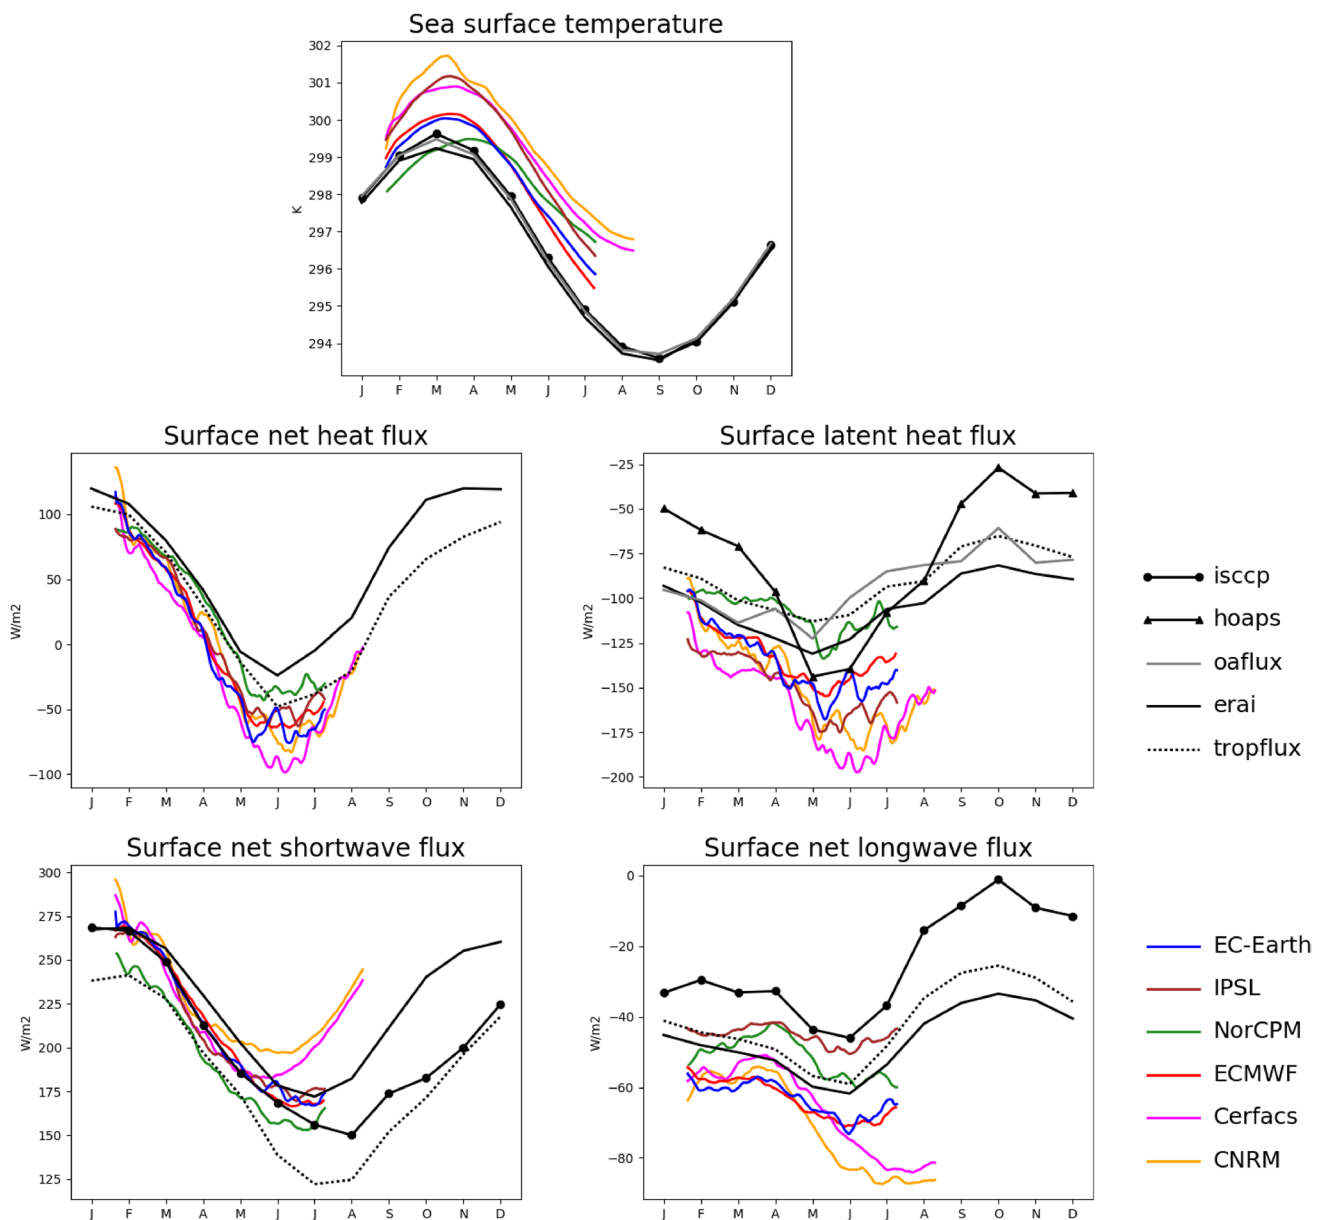 Sea surface temperature
302
301
300
299
298
297
296
295
294
K
J F M A M J J A S O N D
Surface net heat flux
100
50
0
−50
−100
W/m2
J F M A M J J A S O N D
Surface latent heat flux
−25
−50
−75
−100
−125
−150
−175
−200
W/m2
J F M A M J J A S O N D
isccp
hoaps
oaflux
erai
tropflux
Surface net shortwave flux
300
275
250
225
200
175
150
125
W/m2
J F M A M J J A S O N D
Surface net longwave flux
0
−20
−40
−60
−80
W/m2
J F M A M J J A S O N D
EC-Earth
IPSL
NorCPM
ECMWF
Cerfacs
CNRM